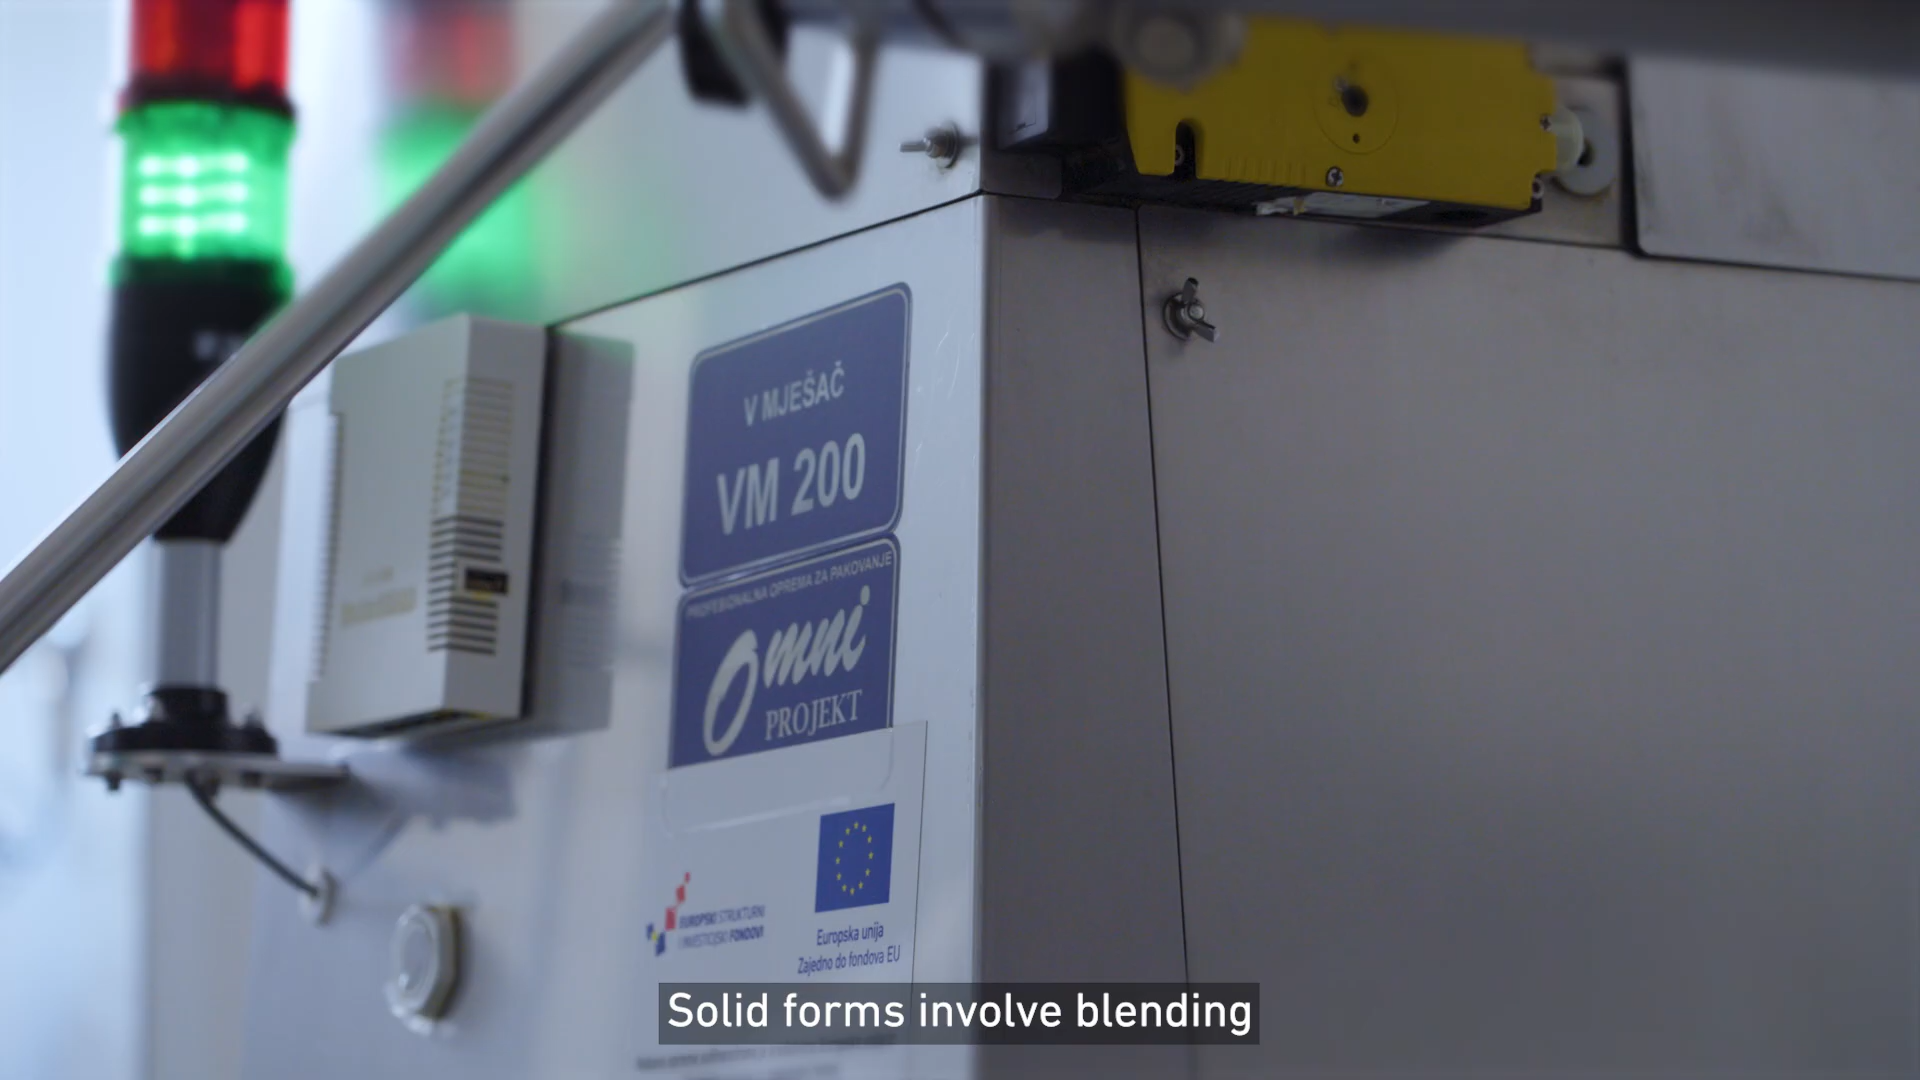 V MJEŠAČ
VM 200
PROFESIONALNA OPREMA ZA PAKOVANJE
Omni
PROJEKT
EUROPSKI STRUKTURNI
I INVESTICIJSKI FONDOVI
Europska unija
Zajedno do fondova EU
Solid forms involve blending